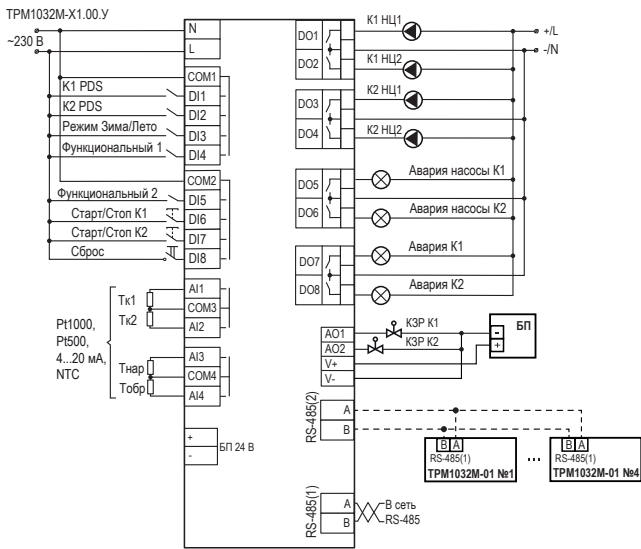 ТРМ1032М-Х1.00.У
~230 В
N
L
COM1
K1 PDS
DI1
K2 PDS
DI2
Режим Зима/Лето
DI3
Функциональный 1
DI4
COM2
Функциональный 2
DI5
Старт/Стоп К1
DI6
Старт/Стоп К2
DI7
Сброс
DI8
Pt1000,
Pt500,
4...20 мА,
NTC
Тк1
Тк2
Тнар
Тобр
AI1
COM3
AI2
AI3
COM4
AI4
+
-
БП 24 В
DO1
DO2
DO3
DO4
DO5
DO6
DO7
DO8
К1 НЦ1
К1 НЦ2
К2 НЦ1
К2 НЦ2
+/L
-/N
Авария насосы К1
Авария насосы К2
Авария К1
Авария К2
AO1
AO2
V+
V-
КЗР К1
КЗР К2
-
+
БП
RS-485(2)
A
B
B A
RS-485(1)
ТРМ1032М-01 №1
...
B A
RS-485(1)
ТРМ1032М-01 №4
RS-485(1)
A
B
В сеть
RS-485